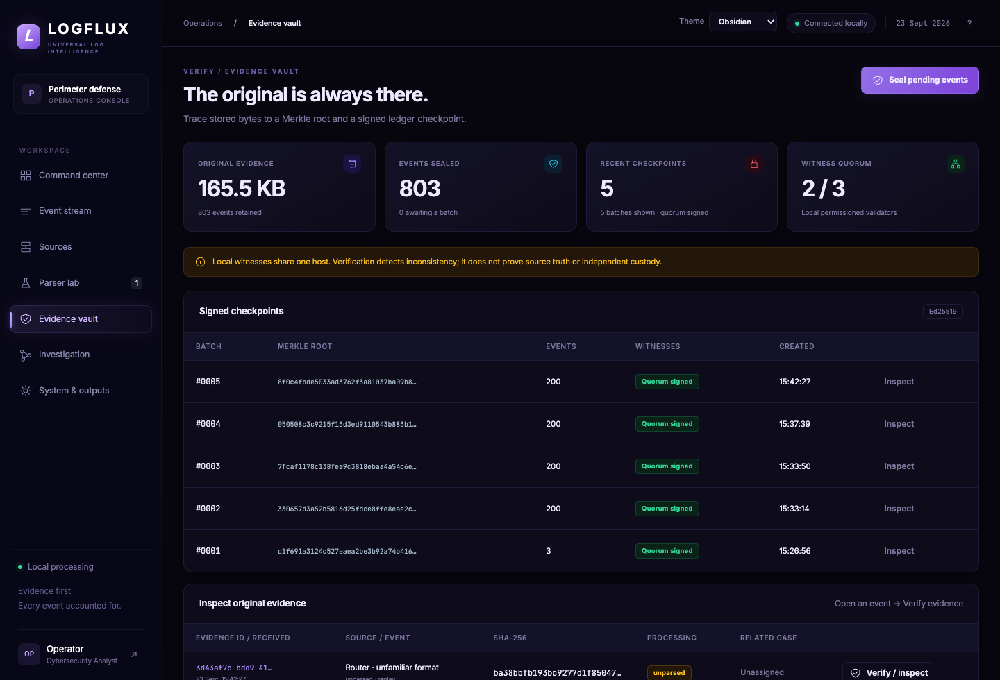 LOGFLUX
UNIVERSAL LOG
INTELLIGENCE
P
Perimeter defense
OPERATIONS CONSOLE
WORKSPACE
Command center
Event stream
Sources
Parser lab 1
Evidence vault
Investigation
System & outputs
Local processing
Evidence first.
Every event accounted for.
OP
Operator
Cybersecurity Analyst
Operations / Evidence vault
Theme Obsidian Connected locally 23 Sept 2026 ?
VERIFY / EVIDENCE VAULT
The original is always there.
Trace stored bytes to a Merkle root and a signed ledger checkpoint.
Seal pending events
ORIGINAL EVIDENCE
165.5 KB
803 events retained
EVENTS SEALED
803
0 awaiting a batch
RECENT CHECKPOINTS
5
5 batches shown · quorum signed
WITNESS QUORUM
2 / 3
Local permissioned validators
Local witnesses share one host. Verification detects inconsistency; it does not prove source truth or independent custody.
Signed checkpoints Ed25519
BATCH MERKLE ROOT EVENTS WITNESSES CREATED
#0005 8f0c4fbde5033ad3762f3a81037ba09b8… 200 Quorum signed 15:42:27 Inspect
#0004 050508c3c9215f13d3ed9110543b883b1… 200 Quorum signed 15:37:39 Inspect
#0003 7fcaf1178c138fea9c3818ebaa4a54c6e… 200 Quorum signed 15:33:50 Inspect
#0002 330657d3a52b5816d25fdce8ffe8eae2c… 200 Quorum signed 15:33:14 Inspect
#0001 c1f691a3124c527eaea2be3b92a74b416… 3 Quorum signed 15:26:56 Inspect
Inspect original evidence Open an event → Verify evidence
EVIDENCE ID / RECEIVED SOURCE / EVENT SHA-256 PROCESSING RELATED CASE
3d43af7c-bdd9-41… Router · unfamiliar format ba38bbfb193bc9277d1f85047… unparsed Unassigned Verify / inspect
23 Sept, 15:42:27 unparsed · replay